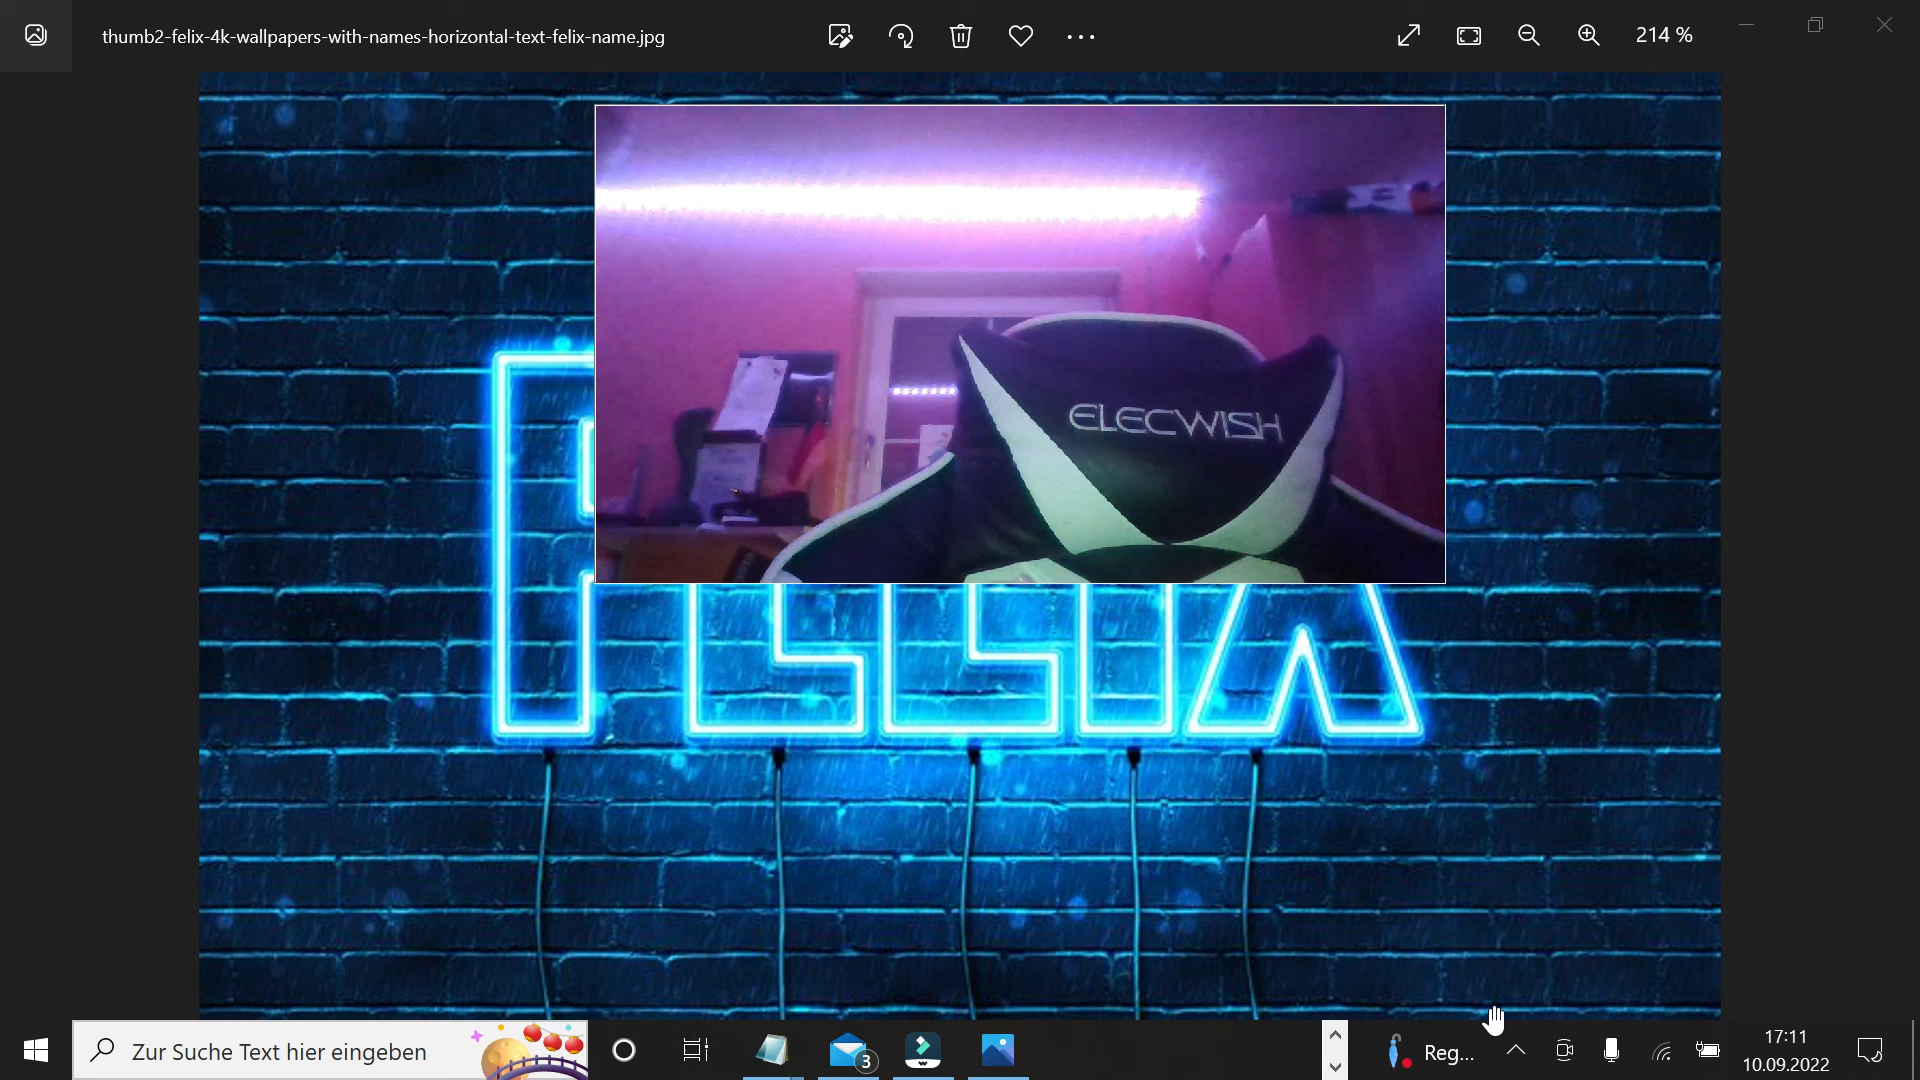 thumb2-felix-4k-wallpapers-with-names-horizontal-text-felix-name.jpg
214 %
ELECWISH
Zur Suche Text hier eingeben
3
Reg...
17:11
10.09.2022